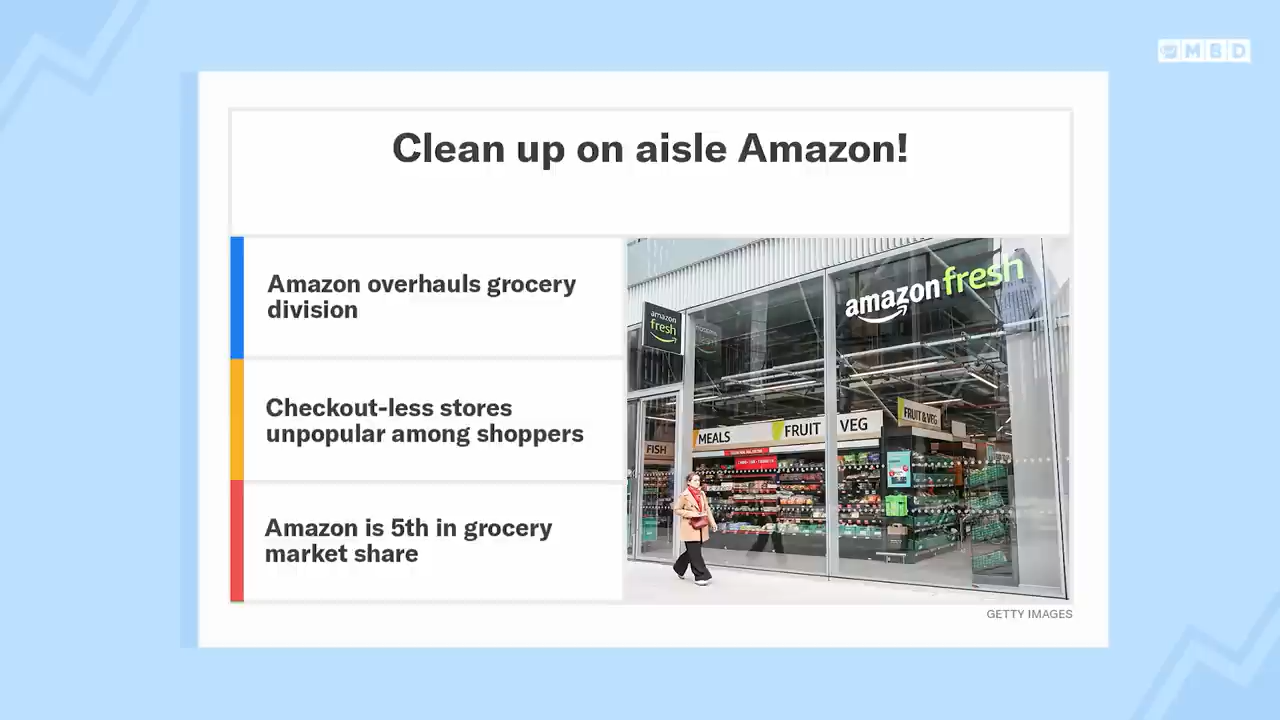 MBD
Clean up on aisle Amazon!
Amazon overhauls grocery
division
Checkout-less stores
unpopular among shoppers
Amazon is 5th in grocery
market share
amazon fresh
amazon
fresh
MEALS
FRUIT
VEG
FRUIT & VEG
FISH
GETTY IMAGES